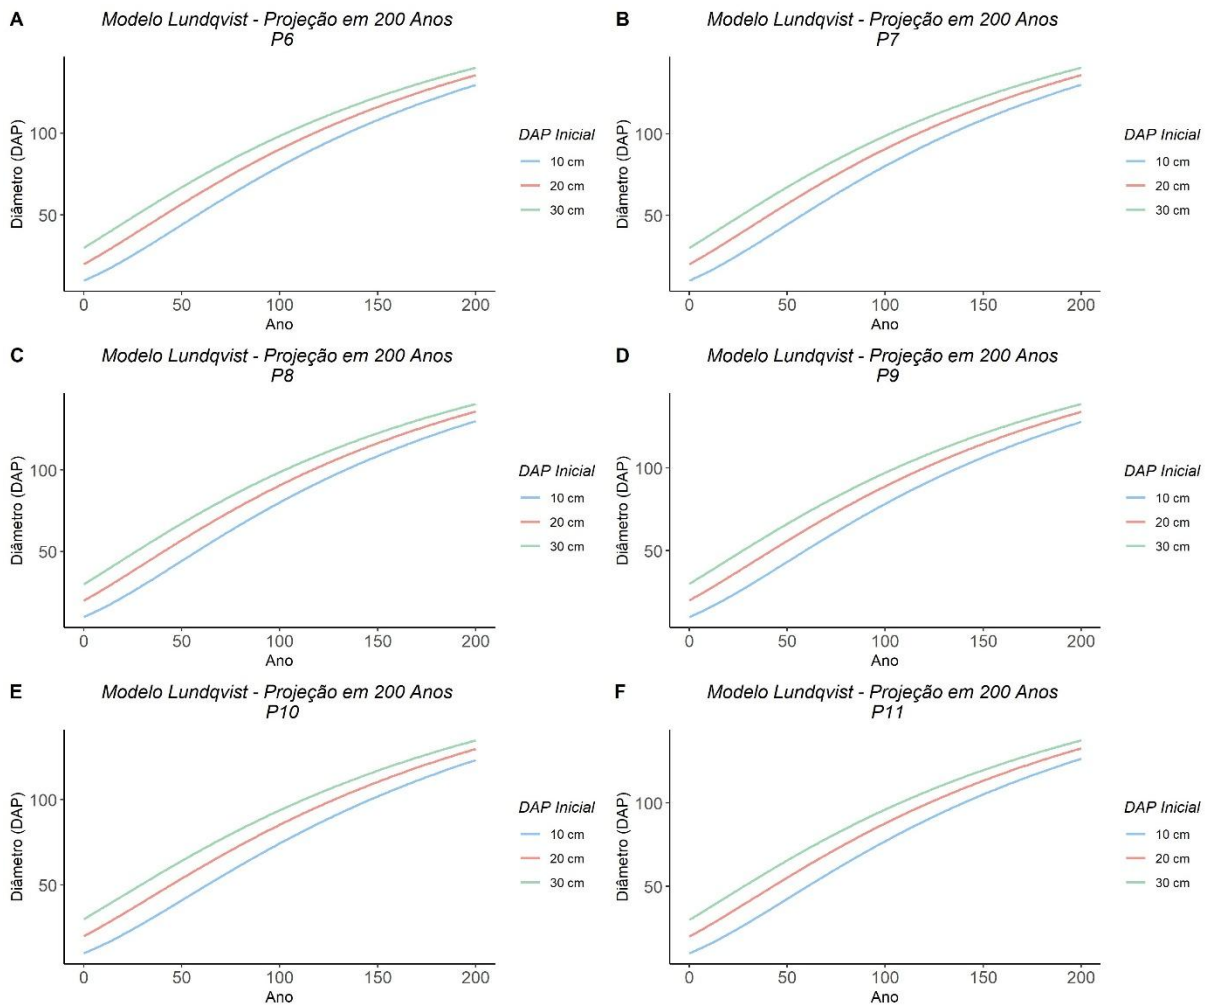 A
Modelo Lundqvist - Projeção em 200 Anos
P6
Diâmetro (DAP)
100
50
0 50 100 150 200
Ano
DAP Inicial
10 cm
20 cm
30 cm
B
Modelo Lundqvist - Projeção em 200 Anos
P7
Diâmetro (DAP)
100
50
0 50 100 150 200
Ano
DAP Inicial
10 cm
20 cm
30 cm
C
Modelo Lundqvist - Projeção em 200 Anos
P8
Diâmetro (DAP)
100
50
0 50 100 150 200
Ano
DAP Inicial
10 cm
20 cm
30 cm
D
Modelo Lundqvist - Projeção em 200 Anos
P9
Diâmetro (DAP)
100
50
0 50 100 150 200
Ano
DAP Inicial
10 cm
20 cm
30 cm
E
Modelo Lundqvist - Projeção em 200 Anos
P10
Diâmetro (DAP)
100
50
0 50 100 150 200
Ano
DAP Inicial
10 cm
20 cm
30 cm
F
Modelo Lundqvist - Projeção em 200 Anos
P11
Diâmetro (DAP)
100
50
0 50 100 150 200
Ano
DAP Inicial
10 cm
20 cm
30 cm